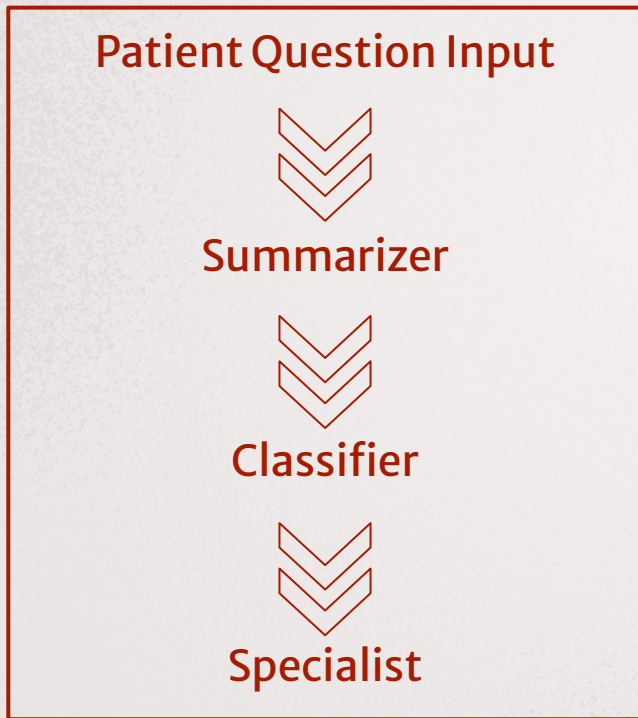 Patient Question Input
Summarizer
Classifier
Specialist